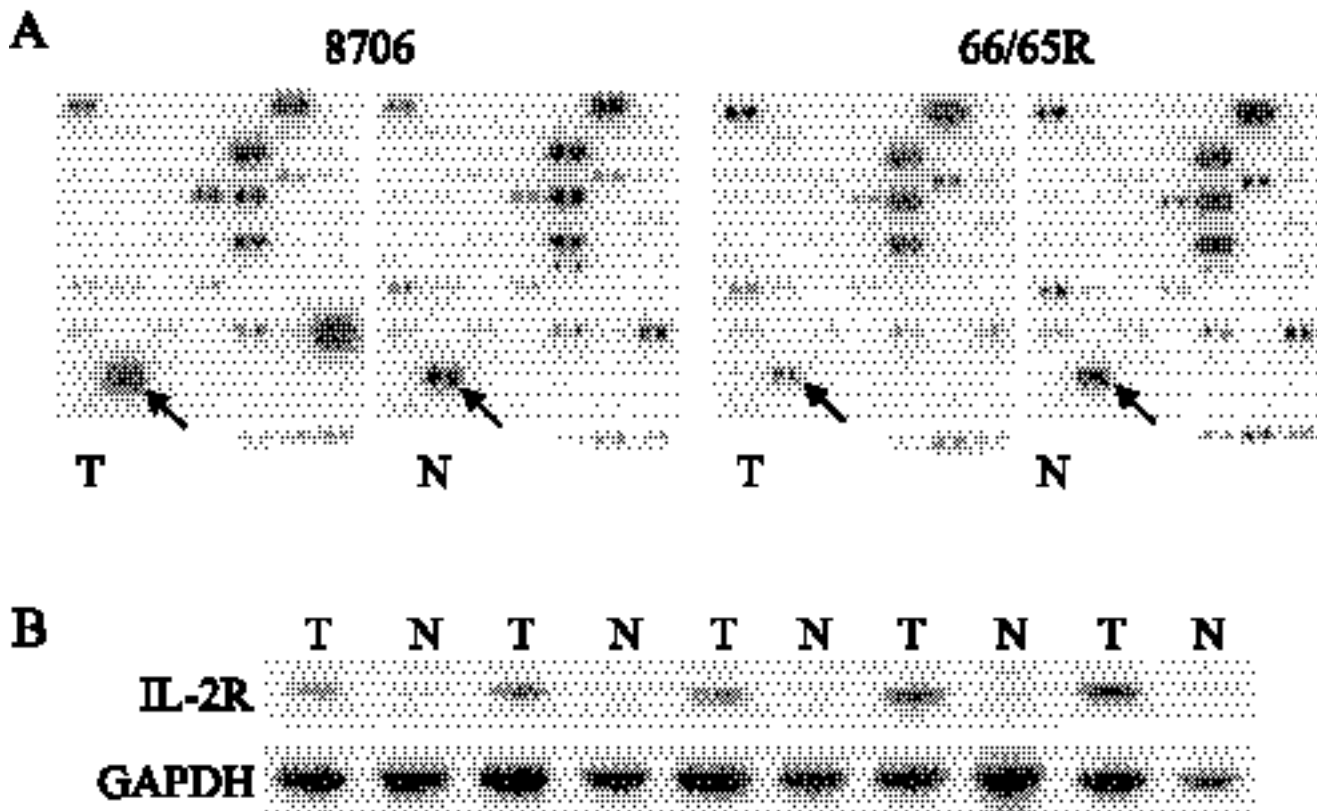 A
8706 66/65R
T N T N
B T N T N T N T N T N
IL-2R
GAPDH